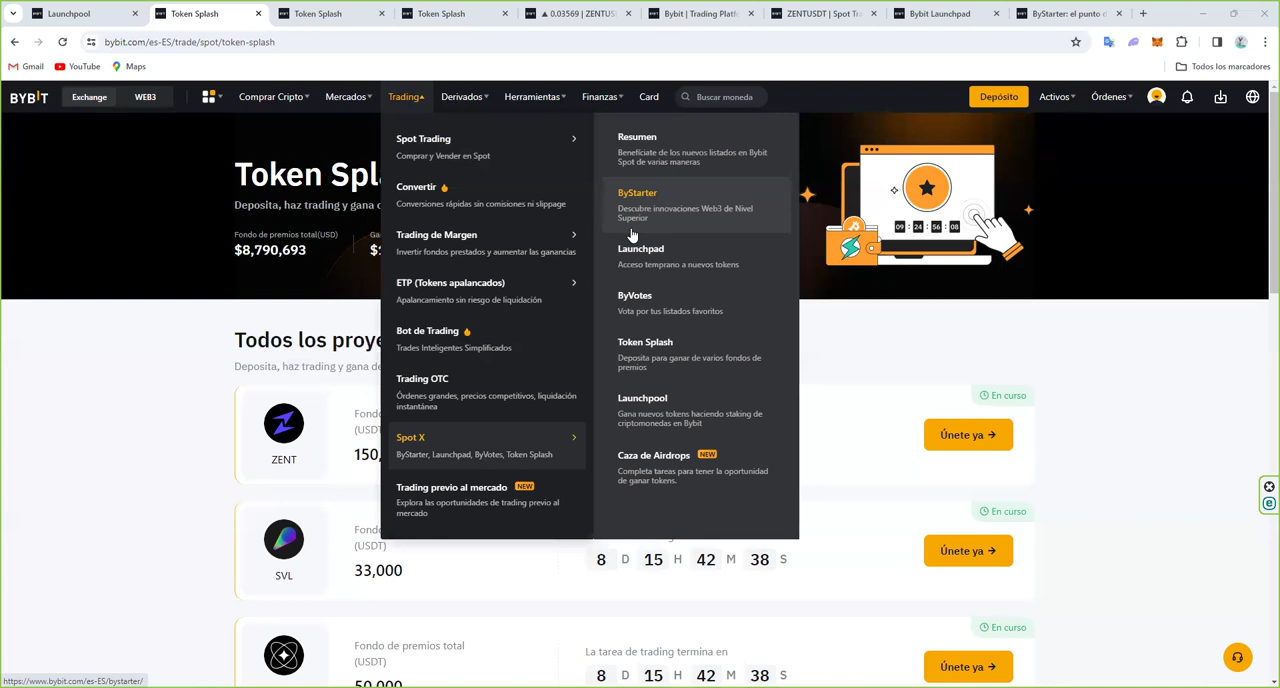 Launchpool
Token Splash
Token Splash
Token Splash
▲ 0.03569 | ZENTUS
Bybit | Trading Platf
ZENTUSDT | Spot Tra
Bybit Launchpad
ByStarter: el punto d
bybit.com/es-ES/trade/spot/token-splash
Gmail
YouTube
Maps
Todos los marcadores
BYBIT
Exchange
WEB3
Comprar Cripto
Mercados
Trading
Derivados
Herramientas
Finanzas
Card
Buscar moneda
Depósito
Activos
Órdenes
Token Spl
Deposita, haz trading y gana d
Fondo de premios total(USD)
Ga
$8,790,693
$
Spot Trading
Comprar y Vender en Spot
Convertir
Conversiones rápidas sin comisiones ni slippage
Trading de Margen
Invertir fondos prestados y aumentar las ganancias
ETP (Tokens apalancados)
Apalancamiento sin riesgo de liquidación
Bot de Trading
Trades Inteligentes Simplificados
Trading OTC
Órdenes grandes, precios competitivos, liquidación
instantánea
Spot X
ByStarter, Launchpad, ByVotes, Token Splash
Trading previo al mercado NEW
Explora las oportunidades de trading previo al
mercado
Resumen
Benefíciate de los nuevos listados en Bybit
Spot de varias maneras
ByStarter
Descubre innovaciones Web3 de Nivel
Superior
Launchpad
Acceso temprano a nuevos tokens
ByVotes
Vota por tus listados favoritos
Token Splash
Deposita para ganar de varios fondos de
premios
Launchpool
Gana nuevos tokens haciendo staking de
criptomonedas en Bybit
Caza de Airdrops NEW
Completa tareas para tener la oportunidad
de ganar tokens.
09 : 24 : 56 : 08
Todos los proye
Deposita, haz trading y gana de
En curso
ZENT
Fondo
(USDT)
150,
Únete ya →
En curso
SVL
Fondo
(USDT)
33,000
8 D 15 H 42 M 38 S
Únete ya →
En curso
Fondo de premios total
(USDT)
50,000
La tarea de trading termina en
8 D 15 H 42 M 38 S
Únete ya →
https://www.bybit.com/es-ES/bystarter/